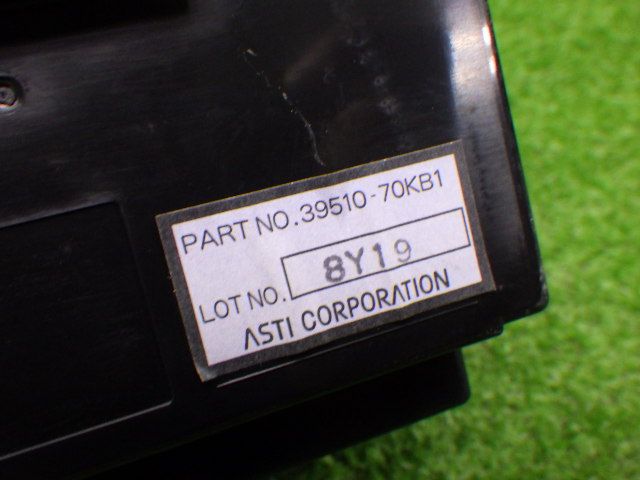 PART NO.39510-70KB1
LOT NO. 8Y19
ASTI CORPORATION